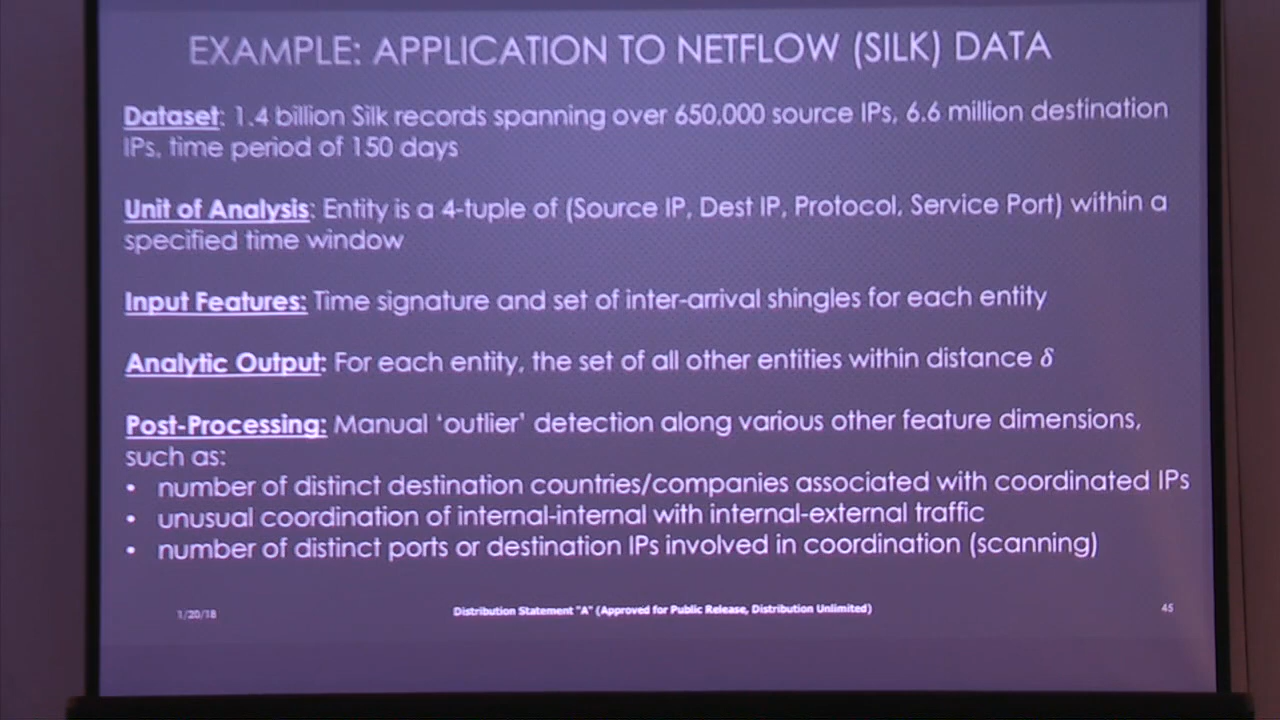 EXAMPLE: APPLICATION TO NETFLOW (SILK) DATA
Dataset: 1.4 billion Silk records spanning over 650,000 source IPs, 6.6 million destination
IPs, time period of 150 days
Unit of Analysis: Entity is a 4-tuple of (Source IP, Dest IP, Protocol, Service Port) within a
specified time window
Input Features: Time signature and set of inter-arrival shingles for each entity
Analytic Output: For each entity, the set of all other entities within distance δ
Post-Processing: Manual 'outlier' detection along various other feature dimensions,
such as:
• number of distinct destination countries/companies associated with coordinated IPs
• unusual coordination of internal-internal with internal-external traffic
• number of distinct ports or destination IPs involved in coordination (scanning)
1/20/18
Distribution Statement "A" (Approved for Public Release, Distribution Unlimited)
45